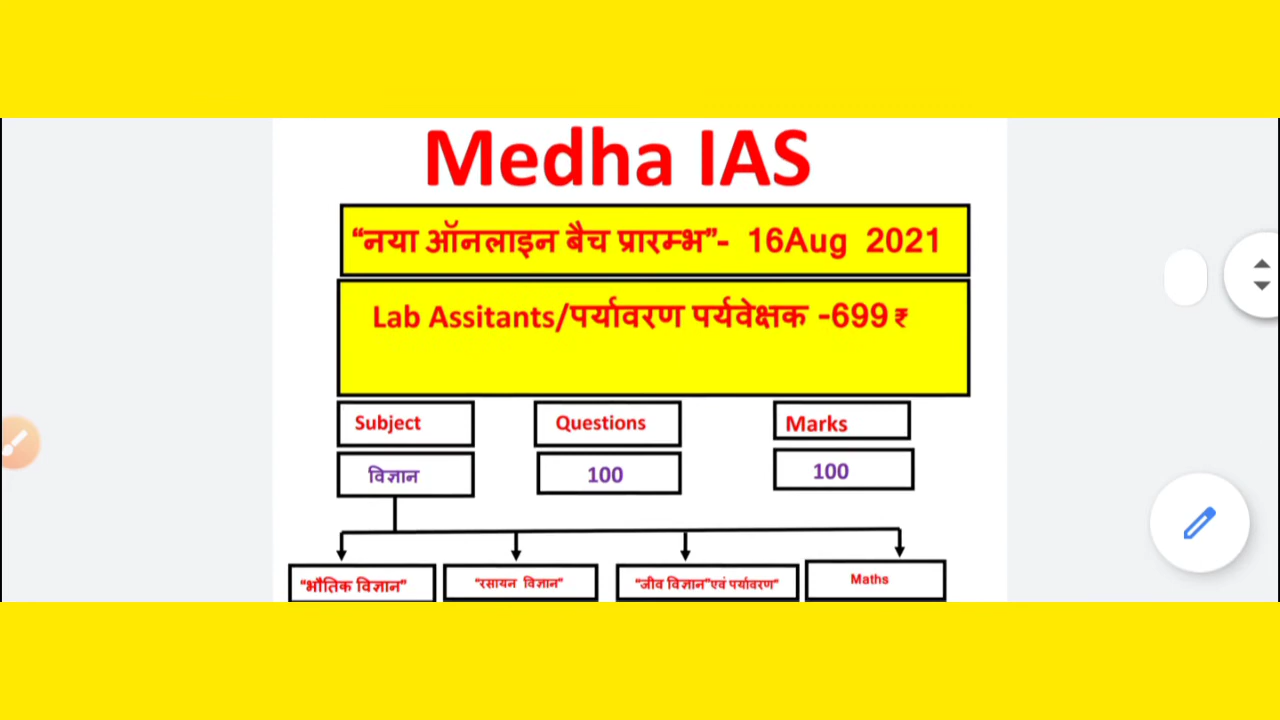 Medha IAS
“नया ऑनलाइन बैच प्रारम्भ”- 16Aug 2021
Lab Assitants/पर्यावरण पर्यवेक्षक -699₹
Subject Questions Marks
विज्ञान 100 100
“भौतिक विज्ञान” “रसायन विज्ञान” “जीव विज्ञान”एवं पर्यावरण” Maths